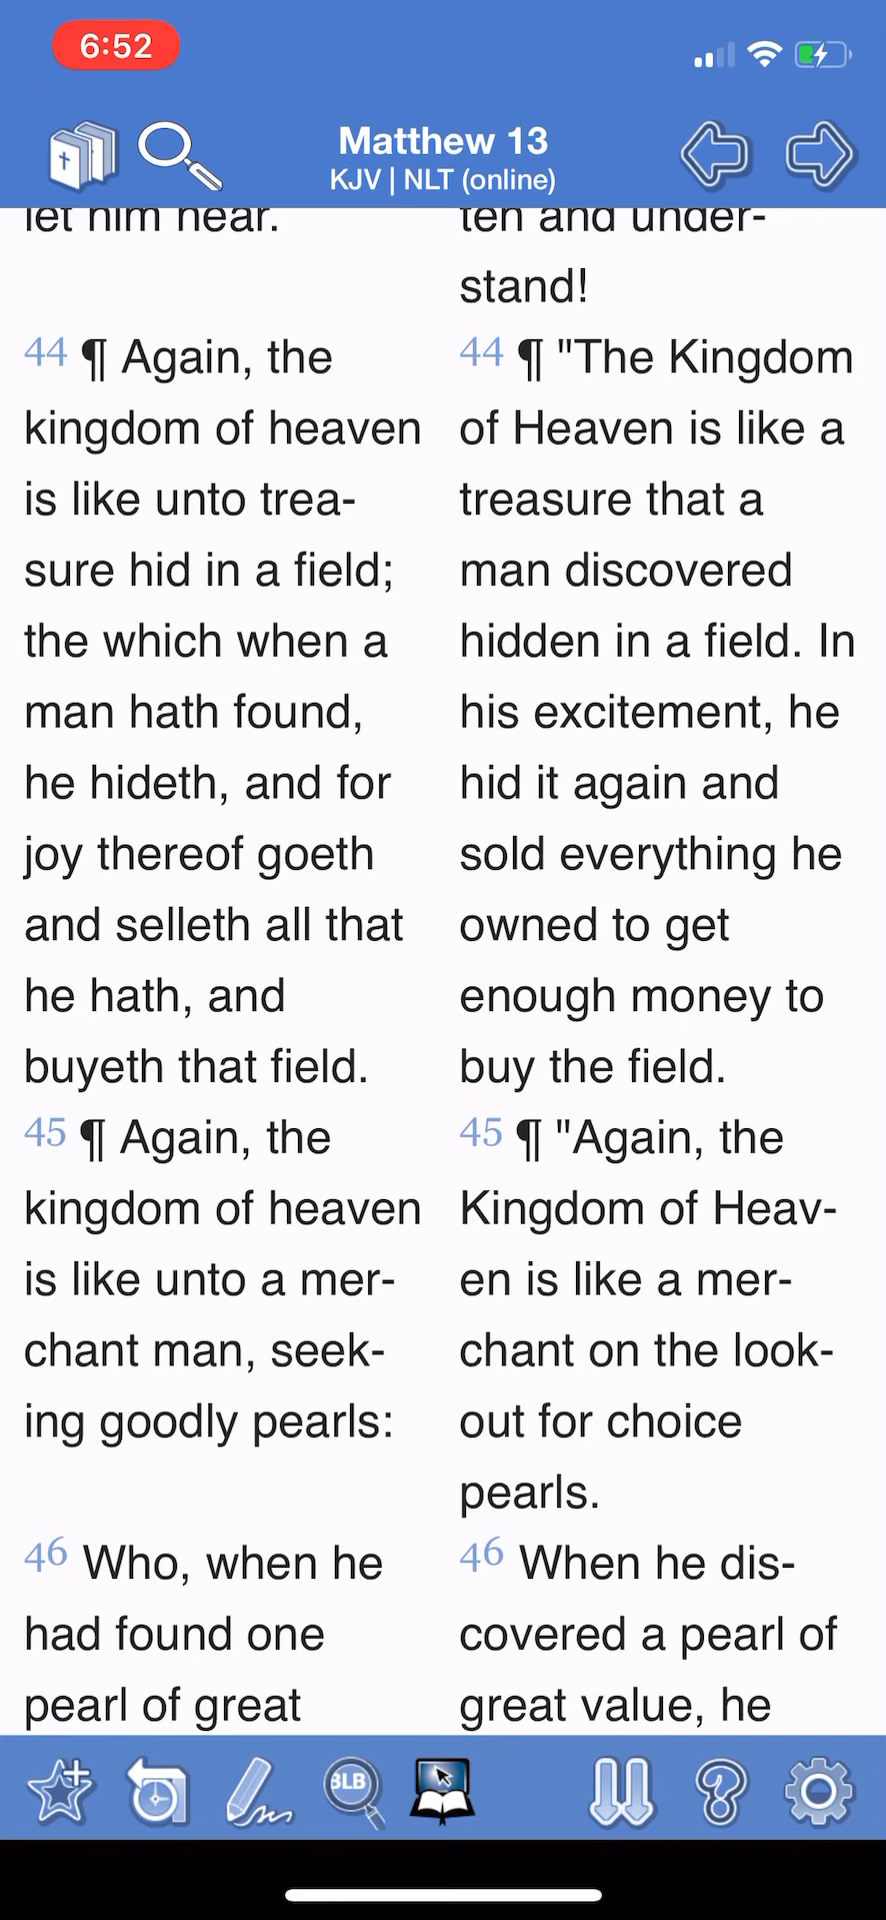 6:52
Matthew 13
KJV | NLT (online)
let him hear.
44 ¶ Again, the
kingdom of heaven
is like unto trea-
sure hid in a field;
the which when a
man hath found,
he hideth, and for
joy thereof goeth
and selleth all that
he hath, and
buyeth that field.
45 ¶ Again, the
kingdom of heaven
is like unto a mer-
chant man, seek-
ing goodly pearls:
46 Who, when he
had found one
pearl of great
ten and under-
stand!
44 ¶ "The Kingdom
of Heaven is like a
treasure that a
man discovered
hidden in a field. In
his excitement, he
hid it again and
sold everything he
owned to get
enough money to
buy the field.
45 ¶ "Again, the
Kingdom of Heav-
en is like a mer-
chant on the look-
out for choice
pearls.
46 When he dis-
covered a pearl of
great value, he
BLB